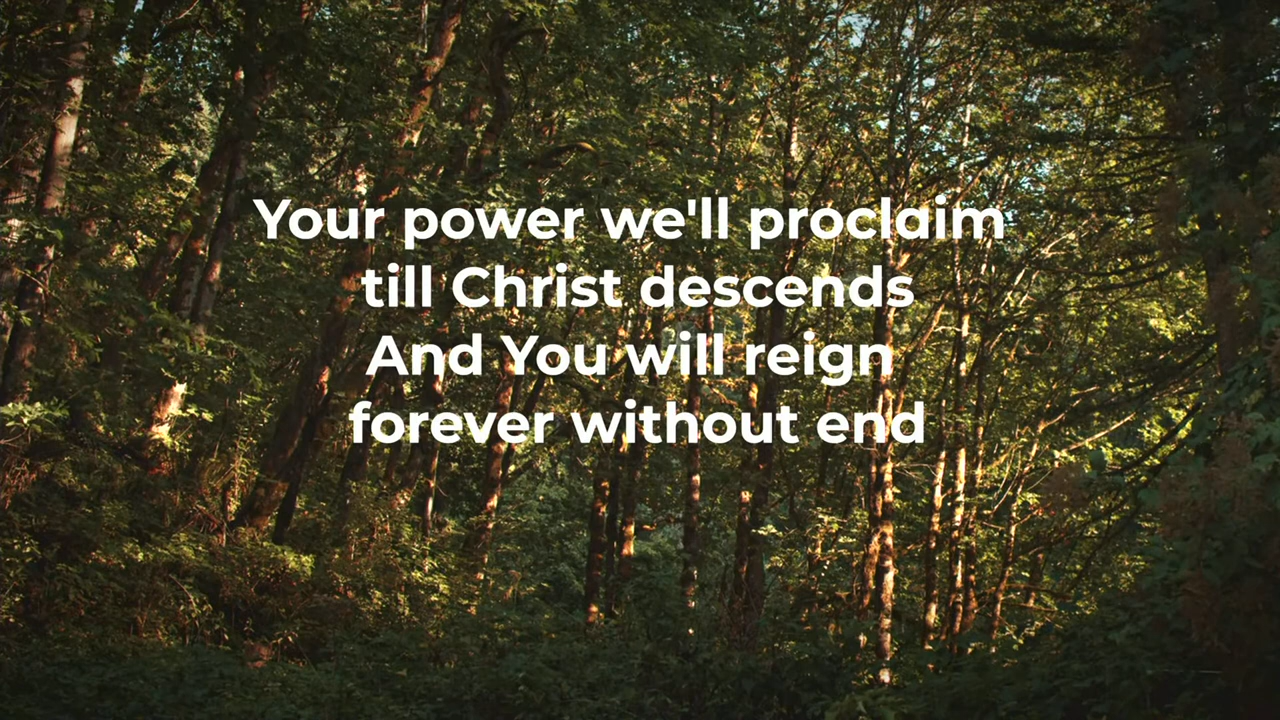 Your power we'll proclaim
till Christ descends
And You will reign
forever without end